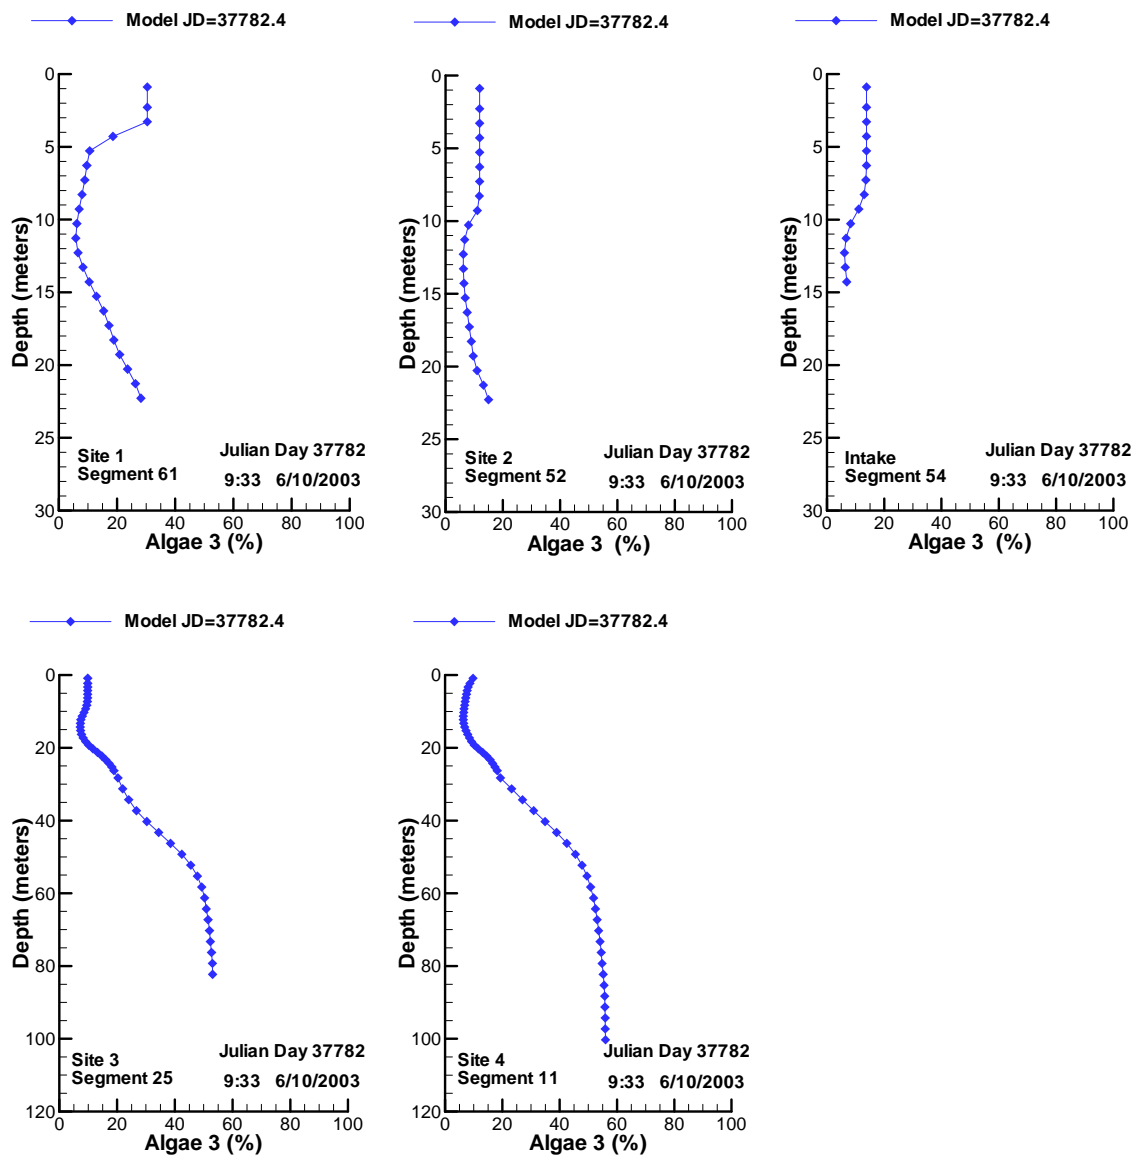 Model JD=37782.4
0
5
10
15
20
25
30
0 20 40 60 80 100
Depth (meters)
Algae 3 (%)
Site 1
Segment 61
Julian Day 37782
9:33 6/10/2003
Model JD=37782.4
0
5
10
15
20
25
30
0 20 40 60 80 100
Depth (meters)
Algae 3 (%)
Site 2
Segment 52
Julian Day 37782
9:33 6/10/2003
Model JD=37782.4
0
5
10
15
20
25
30
0 20 40 60 80 100
Depth (meters)
Algae 3 (%)
Intake
Segment 54
Julian Day 37782
9:33 6/10/2003
Model JD=37782.4
0
20
40
60
80
100
120
0 20 40 60 80 100
Depth (meters)
Algae 3 (%)
Site 3
Segment 25
Julian Day 37782
9:33 6/10/2003
Model JD=37782.4
0
20
40
60
80
100
120
0 20 40 60 80 100
Depth (meters)
Algae 3 (%)
Site 4
Segment 11
Julian Day 37782
9:33 6/10/2003